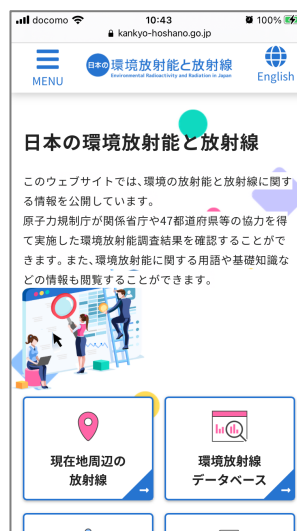 docomo 10:43 100%
kankyo-hoshano.go.jp
MENU
日本の環境放射能と放射線
Environmental Radioactivity and Radiation in Japan
English
日本の環境放射能と放射線
このウェブサイトでは、環境の放射能と放射線に関す
る情報を公開しています。
原子力規制庁が関係省庁や47都道府県等の協力を得
て実施した環境放射能調査結果を確認することがで
きます。また、環境放射能に関する用語や基礎知識な
どの情報も閲覧することができます。
現在地周辺の
放射線
環境放射線
データベース